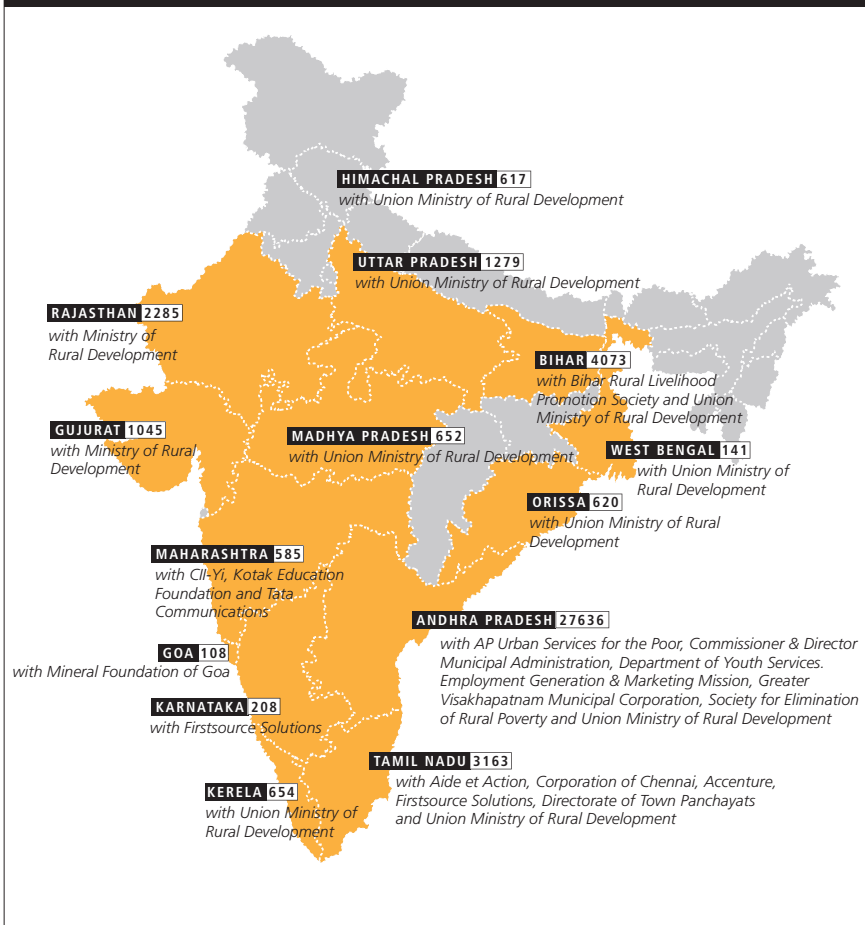 HIMACHAL PRADESH 617
with Union Ministry of Rural Development
UTTAR PRADESH 1279
with Union Ministry of Rural Development
RAJASTHAN 2285
with Ministry of
Rural Development
BIHAR 4073
with Bihar Rural Livelihood
Promotion Society and Union
Ministry of Rural Development
GUJURAT 1045
with Ministry of Rural
Development
MADHYA PRADESH 652
with Union Ministry of Rural Development
WEST BENGAL 141
with Union Ministry of
Rural Development
ORISSA 620
with Union Ministry of Rural
Development
MAHARASHTRA 585
with CII-Yi, Kotak Education
Foundation and Tata
Communications
ANDHRA PRADESH 27636
with AP Urban Services for the Poor, Commissioner & Director
Municipal Administration, Department of Youth Services.
Employment Generation & Marketing Mission, Greater
Visakhapatnam Municipal Corporation, Society for Elimination
of Rural Poverty and Union Ministry of Rural Development
GOA 108
with Mineral Foundation of Goa
KARNATAKA 208
with Firstsource Solutions
TAMIL NADU 3163
with Aide et Action, Corporation of Chennai, Accenture,
Firstsource Solutions, Directorate of Town Panchayats
and Union Ministry of Rural Development
KERELA 654
with Union Ministry of
Rural Development